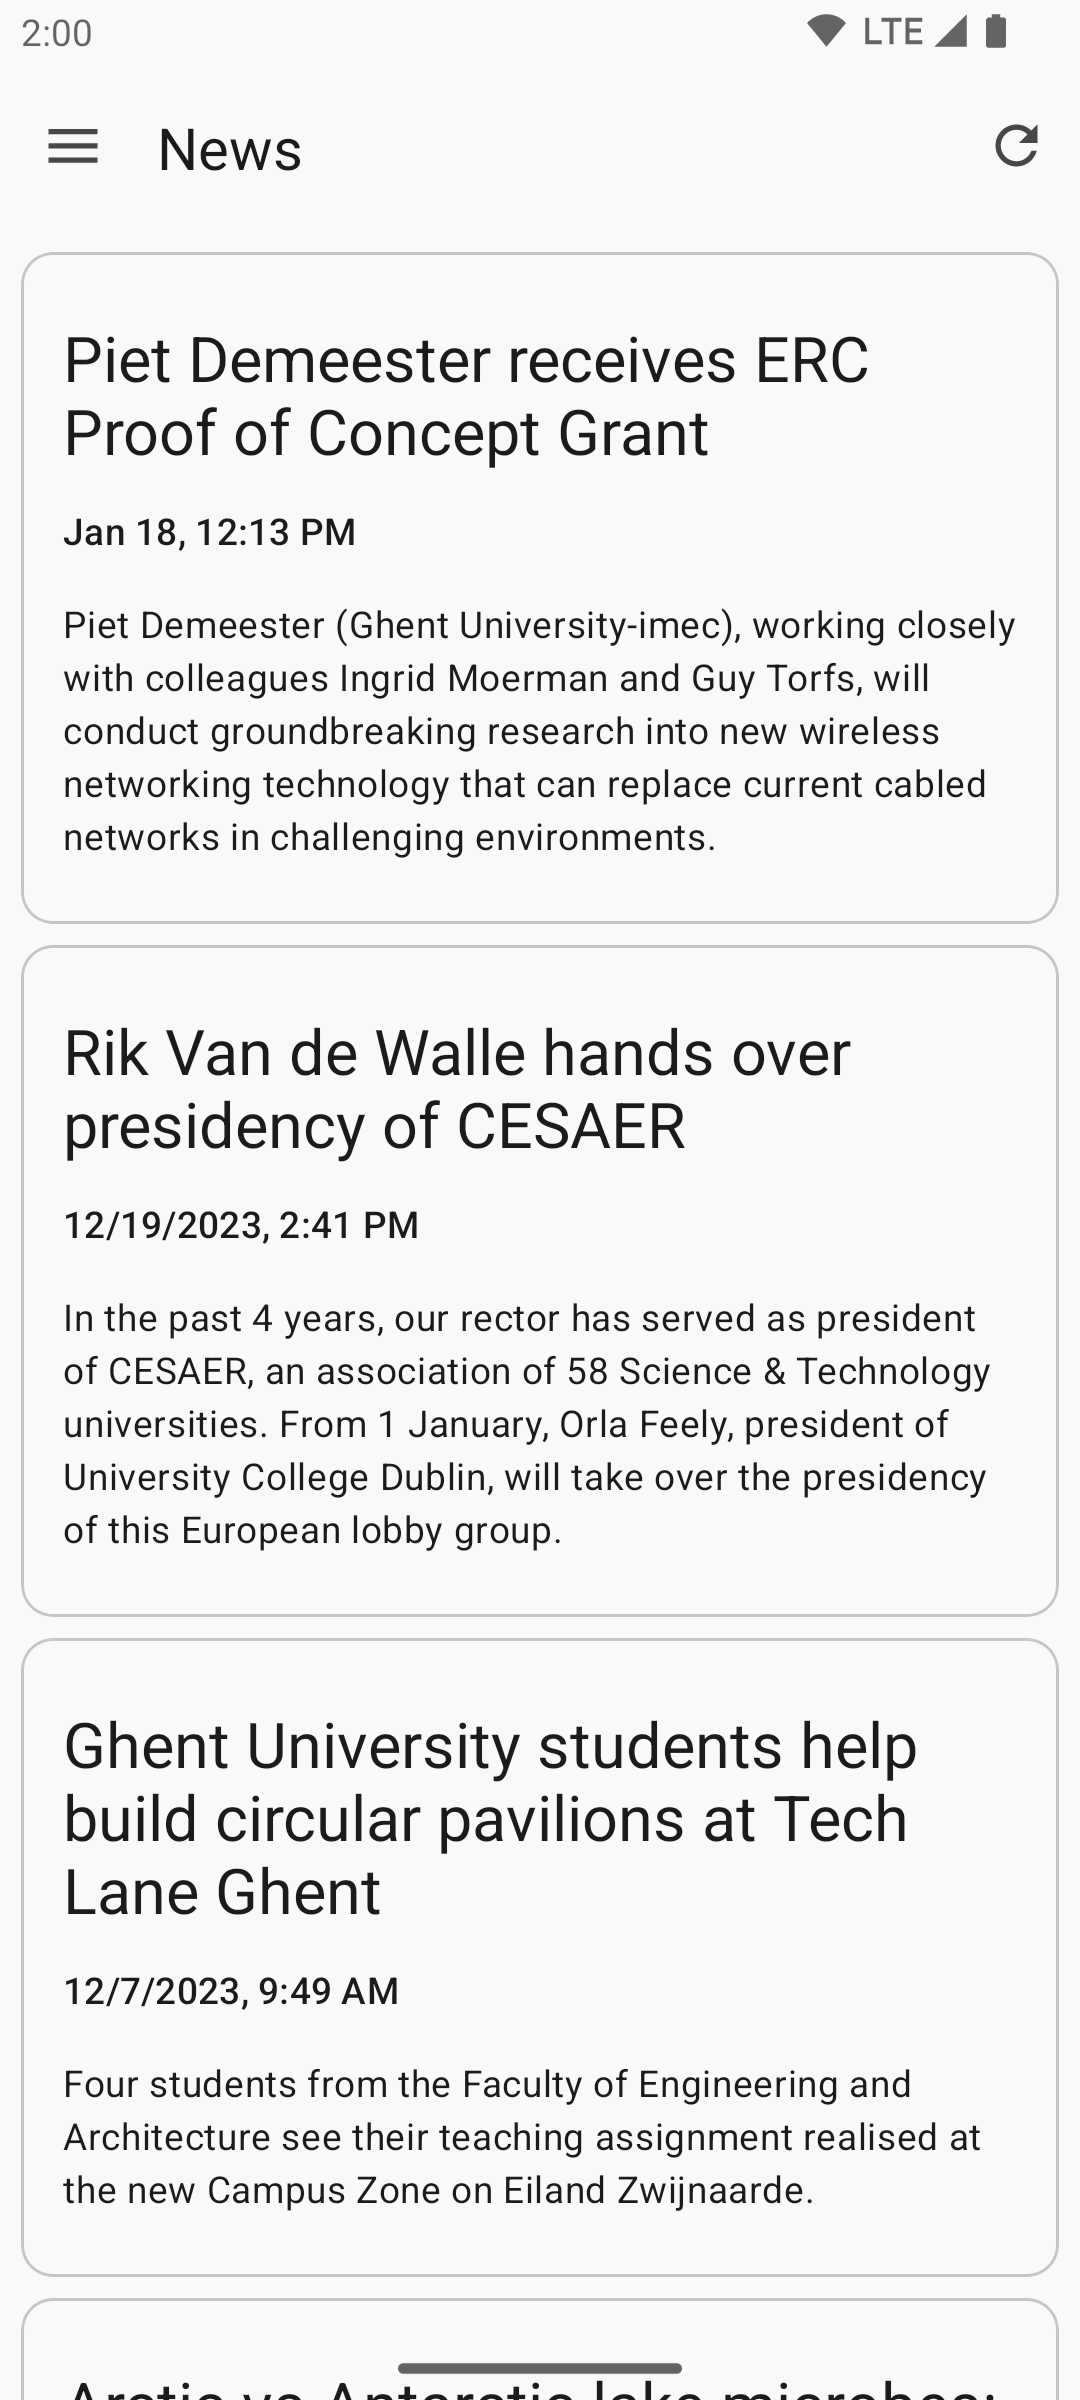 2:00
LTE
News
Piet Demeester receives ERC
Proof of Concept Grant
Jan 18, 12:13 PM
Piet Demeester (Ghent University-imec), working closely
with colleagues Ingrid Moerman and Guy Torfs, will
conduct groundbreaking research into new wireless
networking technology that can replace current cabled
networks in challenging environments.
Rik Van de Walle hands over
presidency of CESAER
12/19/2023, 2:41 PM
In the past 4 years, our rector has served as president
of CESAER, an association of 58 Science & Technology
universities. From 1 January, Orla Feely, president of
University College Dublin, will take over the presidency
of this European lobby group.
Ghent University students help
build circular pavilions at Tech
Lane Ghent
12/7/2023, 9:49 AM
Four students from the Faculty of Engineering and
Architecture see their teaching assignment realised at
the new Campus Zone on Eiland Zwijnaarde.
Arctic vs Antarctic lake microbes: